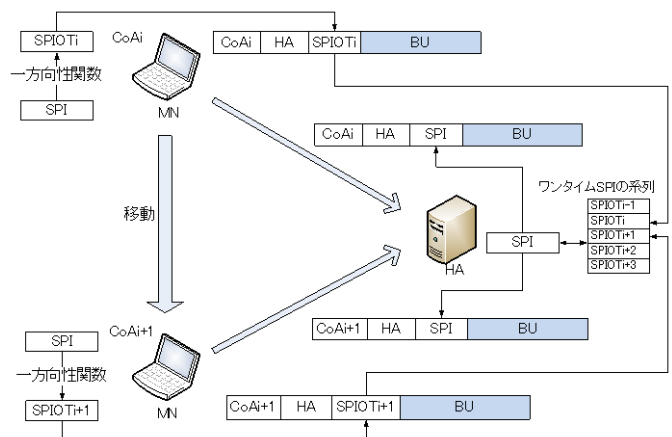 SPIOTi
CoAi
CoAi HA SPIOTi BU
一方向性関数
SPI
MN
CoAi HA SPI BU
ワンタイムSPIの系列
SPIOTi-1
SPIOTi
SPIOTi+1
SPIOTi+2
SPIOTi+3
移動
SPI
HA
CoAi+1
CoAi+1 HA SPI BU
SPI
一方向性関数
SPIOTi+1
MN
CoAi+1 HA SPIOTi+1 BU